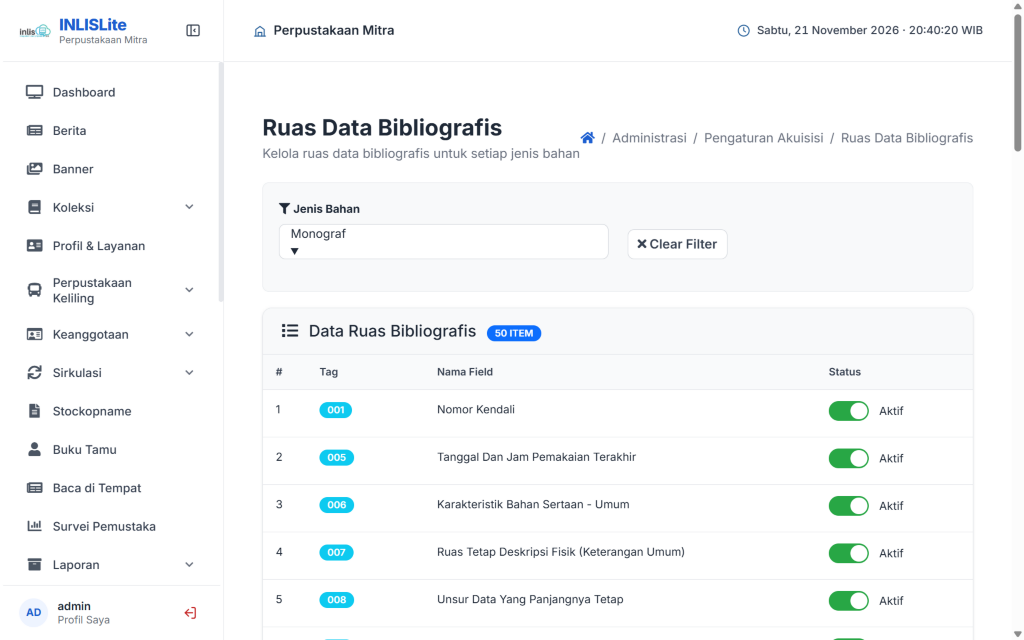 inlis
INLISLite
Perpustakaan Mitra
Perpustakaan Mitra
Sabtu, 21 November 2026 · 20:40:20 WIB
Dashboard
Berita
Banner
Koleksi
Profil & Layanan
Perpustakaan
Keliling
Keanggotaan
Sirkulasi
Stockopname
Buku Tamu
Baca di Tempat
Survei Pemustaka
Laporan
AD
admin
Profil Saya
Ruas Data Bibliografis
Kelola ruas data bibliografis untuk setiap jenis bahan
/ Administrasi / Pengaturan Akuisisi / Ruas Data Bibliografis
Jenis Bahan
Monograf
Clear Filter
Data Ruas Bibliografis 50 ITEM
# Tag Nama Field Status
1 001 Nomor Kendali Aktif
2 005 Tanggal Dan Jam Pemakaian Terakhir Aktif
3 006 Karakteristik Bahan Sertaan - Umum Aktif
4 007 Ruas Tetap Deskripsi Fisik (Keterangan Umum) Aktif
5 008 Unsur Data Yang Panjangnya Tetap Aktif